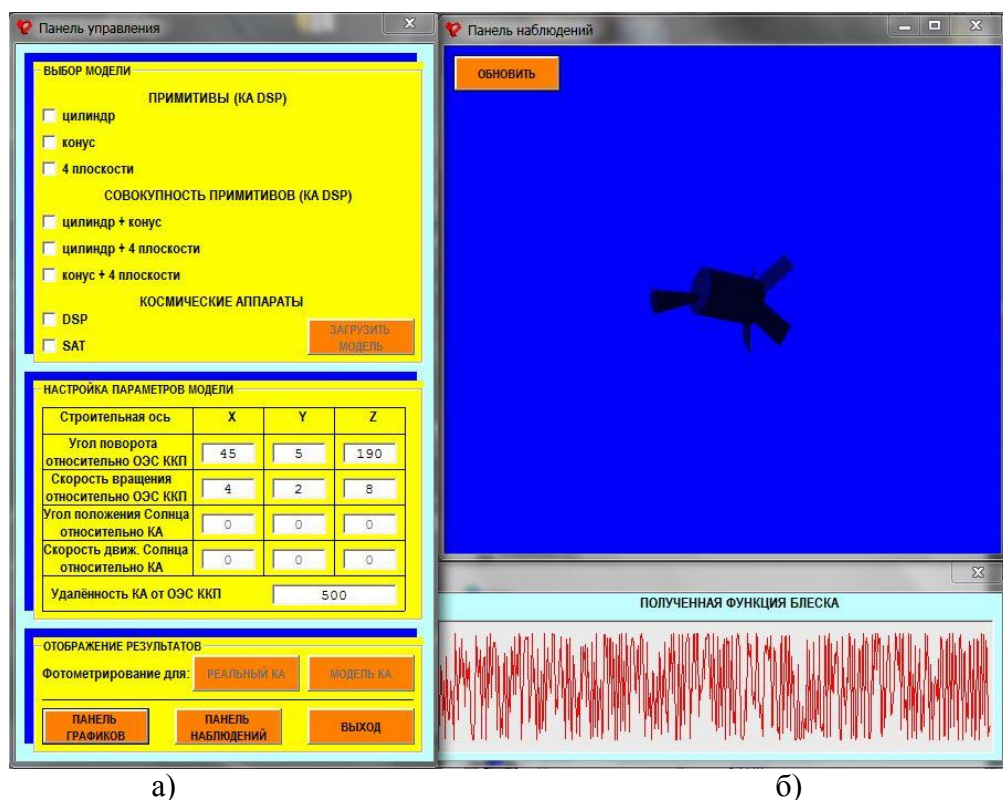 Панель управления
ВЫБОР МОДЕЛИ
ПРИМИТИВЫ (КА DSP)
цилиндр
конус
4 плоскости
СОВОКУПНОСТЬ ПРИМИТИВОВ (КА DSP)
цилиндр + конус
цилиндр + 4 плоскости
конус + 4 плоскости
КОСМИЧЕСКИЕ АППАРАТЫ
DSP
SAT
ЗАГРУЗИТЬ
МОДЕЛЬ
НАСТРОЙКА ПАРАМЕТРОВ МОДЕЛИ
Строительная ось X Y Z
Угол поворота
относительно ОЭС ККП 45 5 190
Скорость вращения
относительно ОЭС ККП 4 2 8
Угол положения Солнца
относительно КА 0 0 0
Скорость движ. Солнца
относительно КА 0 0 0
Удалённость КА от ОЭС ККП 500
ОТОБРАЖЕНИЕ РЕЗУЛЬТАТОВ
Фотометрирование для: РЕАЛЬНЫЙ КА МОДЕЛЬ КА
ПАНЕЛЬ
ГРАФИКОВ
ПАНЕЛЬ
НАБЛЮДЕНИЙ
ВЫХОД
Панель наблюдений
ОБНОВИТЬ
ПОЛУЧЕННАЯ ФУНКЦИЯ БЛЕСКА
а) б)